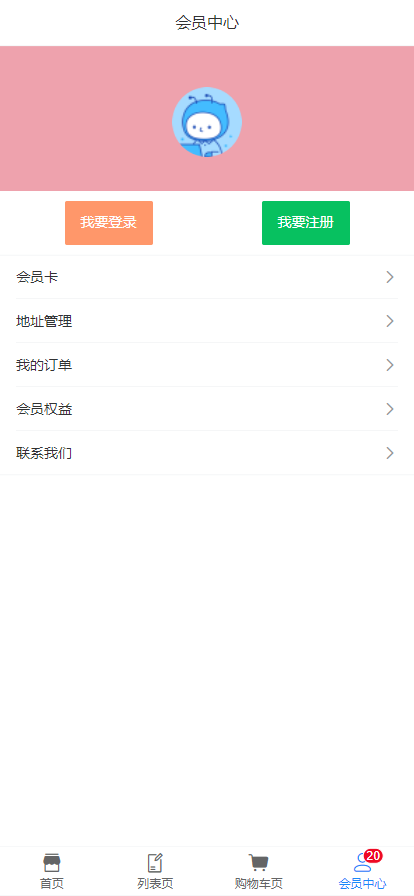 会员中心
我要登录
我要注册
会员卡
地址管理
我的订单
会员权益
联系我们
20
首页
列表页
购物车页
会员中心